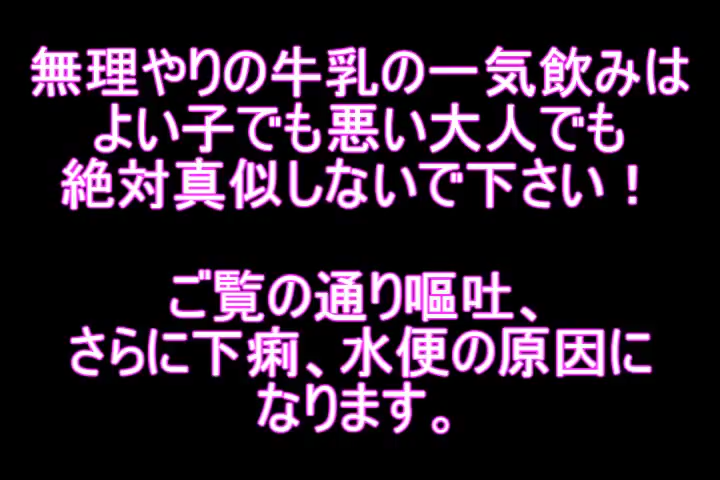 無理やりの牛乳の一気飲みは
よい子でも悪い大人でも
絶対真似しないで下さい！
ご覧の通り嘔吐、
さらに下痢、水便の原因に
なります。